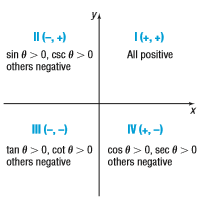 y
II (–, +)
sin θ > 0, csc θ > 0
others negative
I (+, +)
All positive
x
III (–, –)
tan θ > 0, cot θ > 0
others negative
IV (+, –)
cos θ > 0, sec θ > 0
others negative